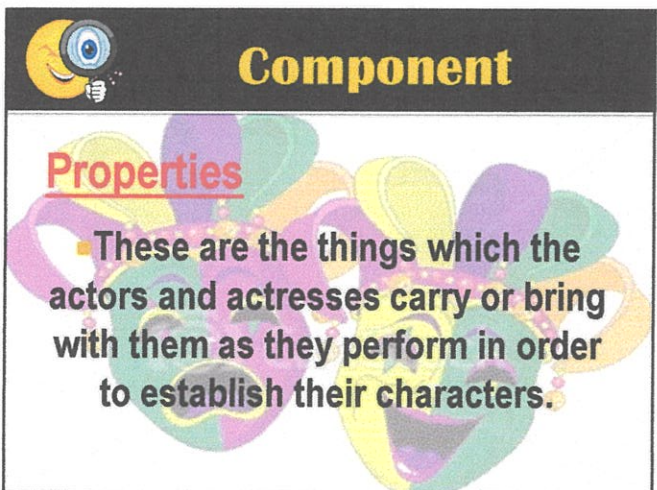 Component
Properties
These are the things which the
actors and actresses carry or bring
with them as they perform in order
to establish their characters.